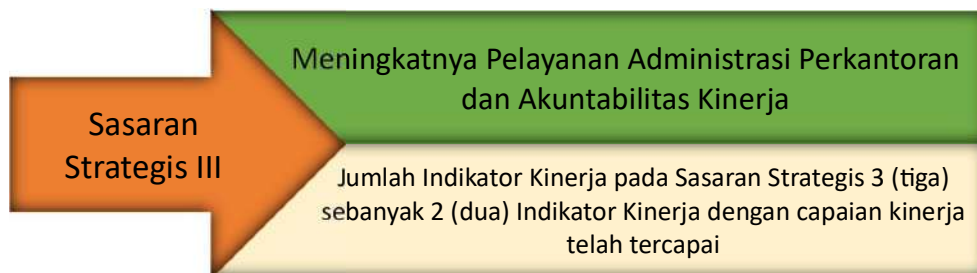 Sasaran
Strategis III
Meningkatnya Pelayanan Administrasi Perkantoran
dan Akuntabilitas Kinerja
Jumlah Indikator Kinerja pada Sasaran Strategis 3 (tiga)
sebanyak 2 (dua) Indikator Kinerja dengan capaian kinerja
telah tercapai